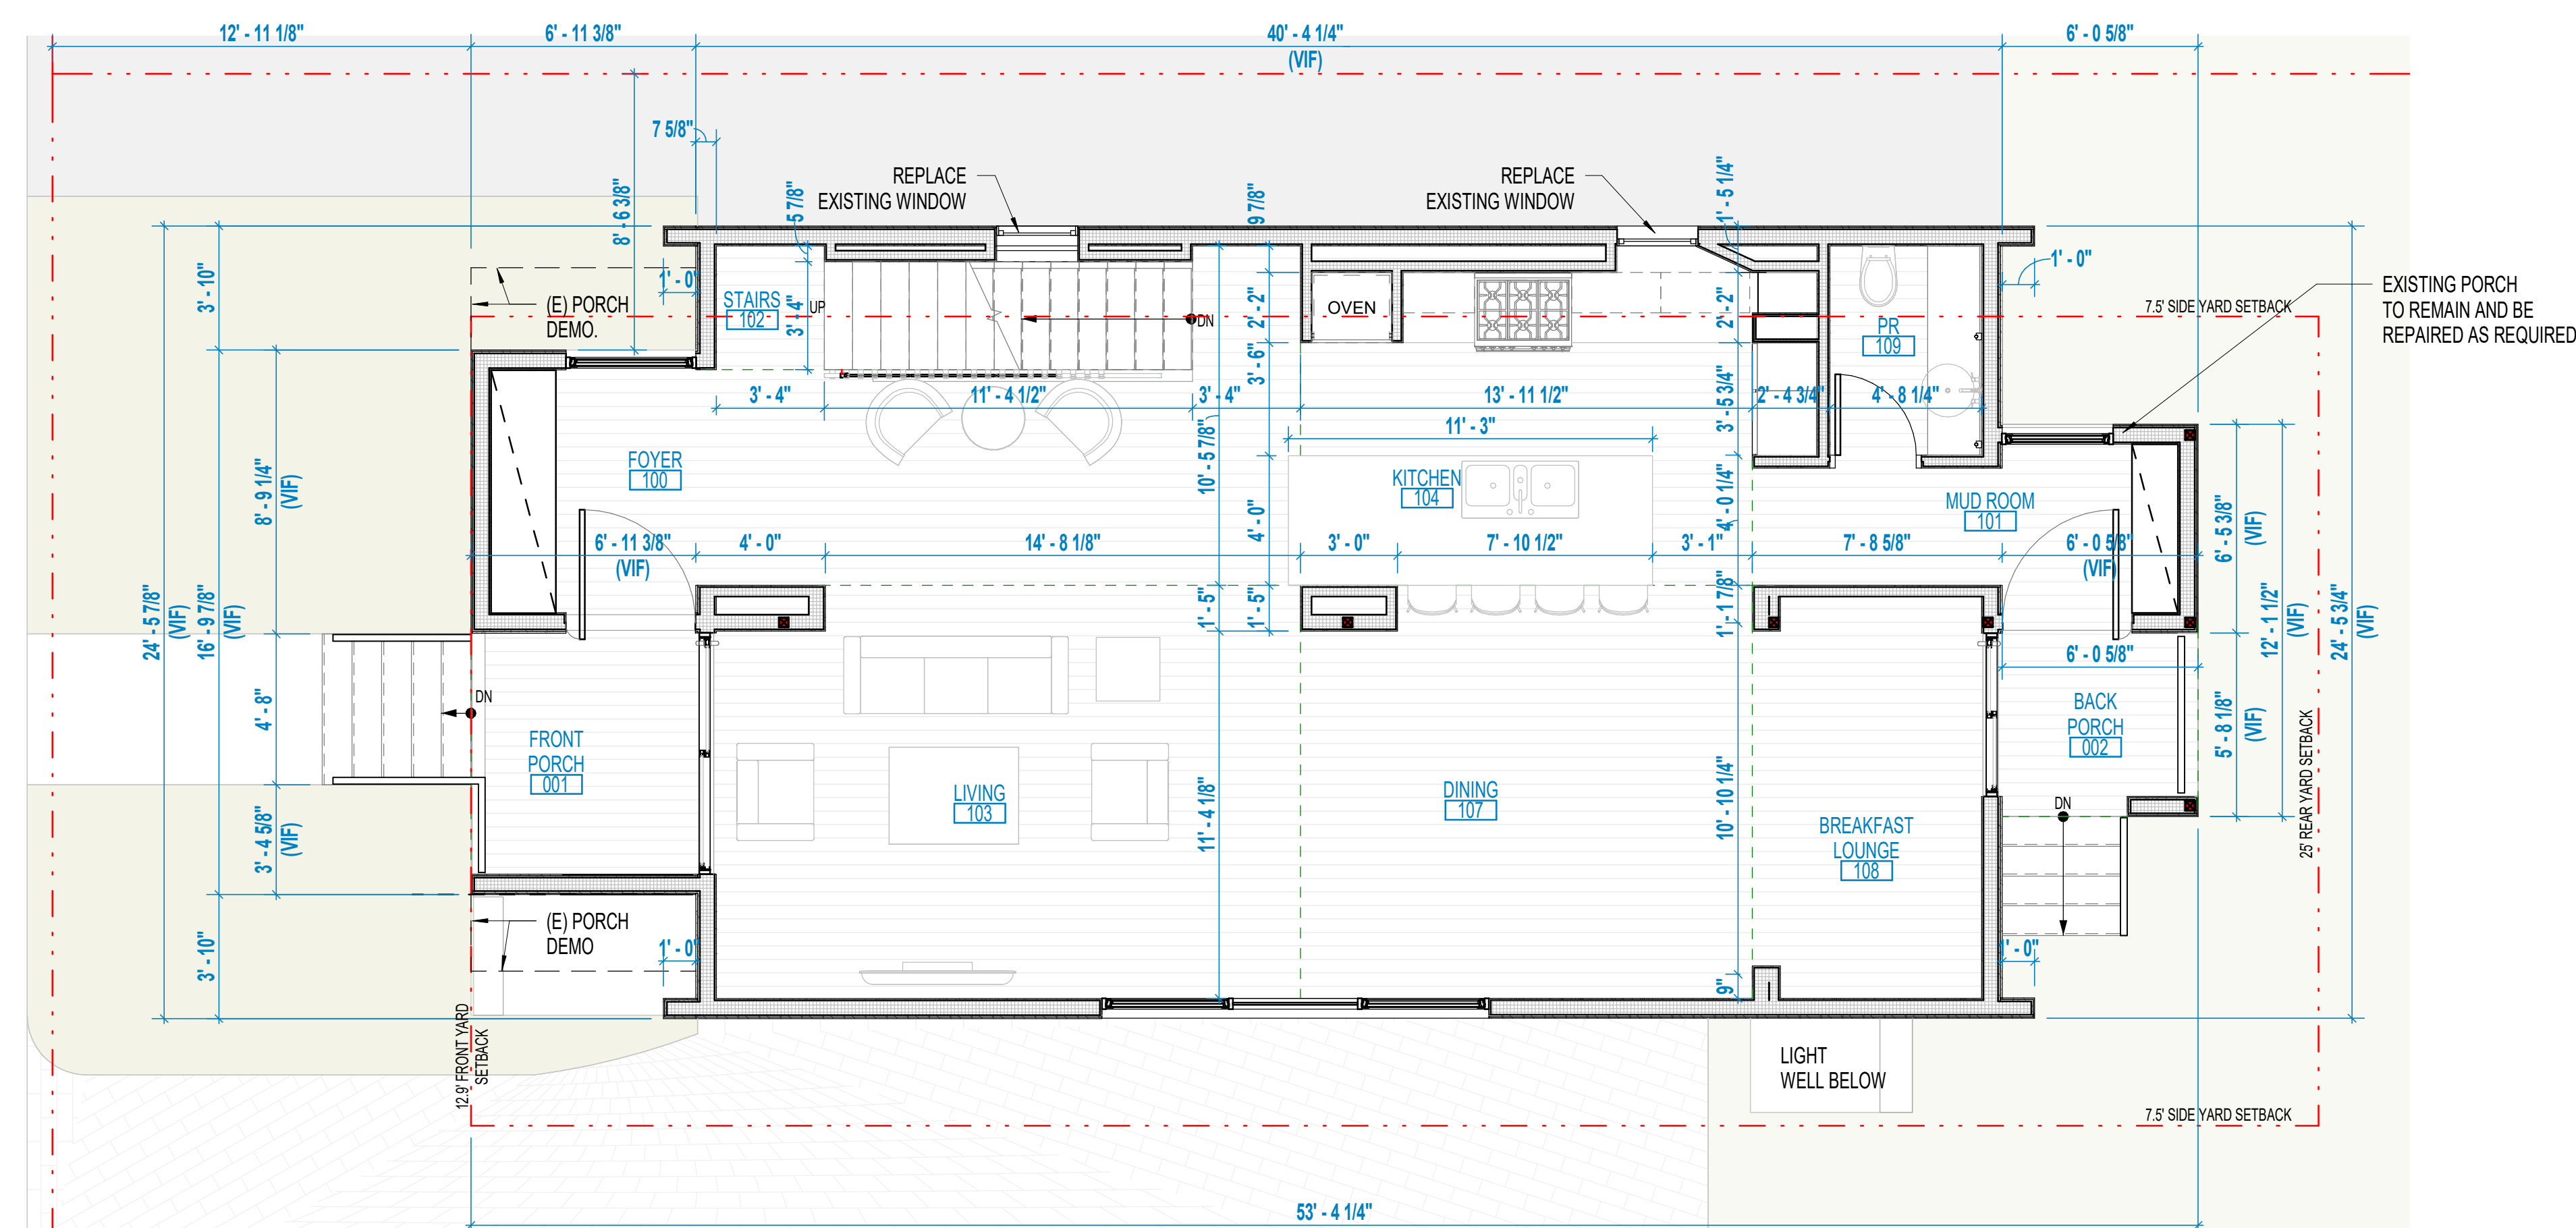 12' - 11 1/8"
6' - 11 3/8"
40' - 4 1/4"
(VIF)
6' - 0 5/8"
7 5/8"
8' - 6 3/8"
REPLACE
EXISTING WINDOW
REPLACE
EXISTING WINDOW
5 7/8"
9 7/8"
1' - 5 1/4"
1' - 0"
EXISTING PORCH
TO REMAIN AND BE
REPAIRED AS REQUIRED
7.5' SIDE YARD SETBACK
3' - 10"
1' - 0"
(E) PORCH
DEMO.
STAIRS
102
3' - 4"
UP
DN
2' - 2"
OVEN
2' - 2"
PR
109
3' - 6"
3' - 5 3/4"
3' - 4"
11' - 4 1/2"
3' - 4"
13' - 11 1/2"
2' - 4 3/4"
4' - 8 1/4"
11' - 3"
10' - 5 7/8"
FOYER
100
KITCHEN
104
4' - 0"
4' - 0 1/4"
MUD ROOM
101
8' - 9 1/4"
(VIF)
6' - 11 3/8"
(VIF)
4' - 0"
14' - 8 1/8"
3' - 0"
7' - 10 1/2"
3' - 1"
7' - 8 5/8"
6' - 0 5/8"
(VIF)
6' - 5 3/8"
(VIF)
12' - 1 1/2"
(VIF)
24' - 5 3/4"
(VIF)
24' - 5 7/8"
(VIF)
16' - 9 7/8"
(VIF)
1' - 5"
1' - 5"
1' - 1 7/8"
6' - 0 5/8"
4' - 8"
DN
FRONT
PORCH
001
BACK
PORCH
002
5' - 8 1/8"
(VIF)
25' REAR YARD SETBACK
LIVING
103
DINING
107
11' - 4 1/8"
10' - 10 1/4"
BREAKFAST
LOUNGE
108
DN
3' - 4 5/8"
(VIF)
3' - 10"
(E) PORCH
DEMO
1' - 0"
9"
1' - 0"
12.9' FRONT YARD
SETBACK
LIGHT
WELL BELOW
7.5' SIDE YARD SETBACK
53' - 4 1/4"